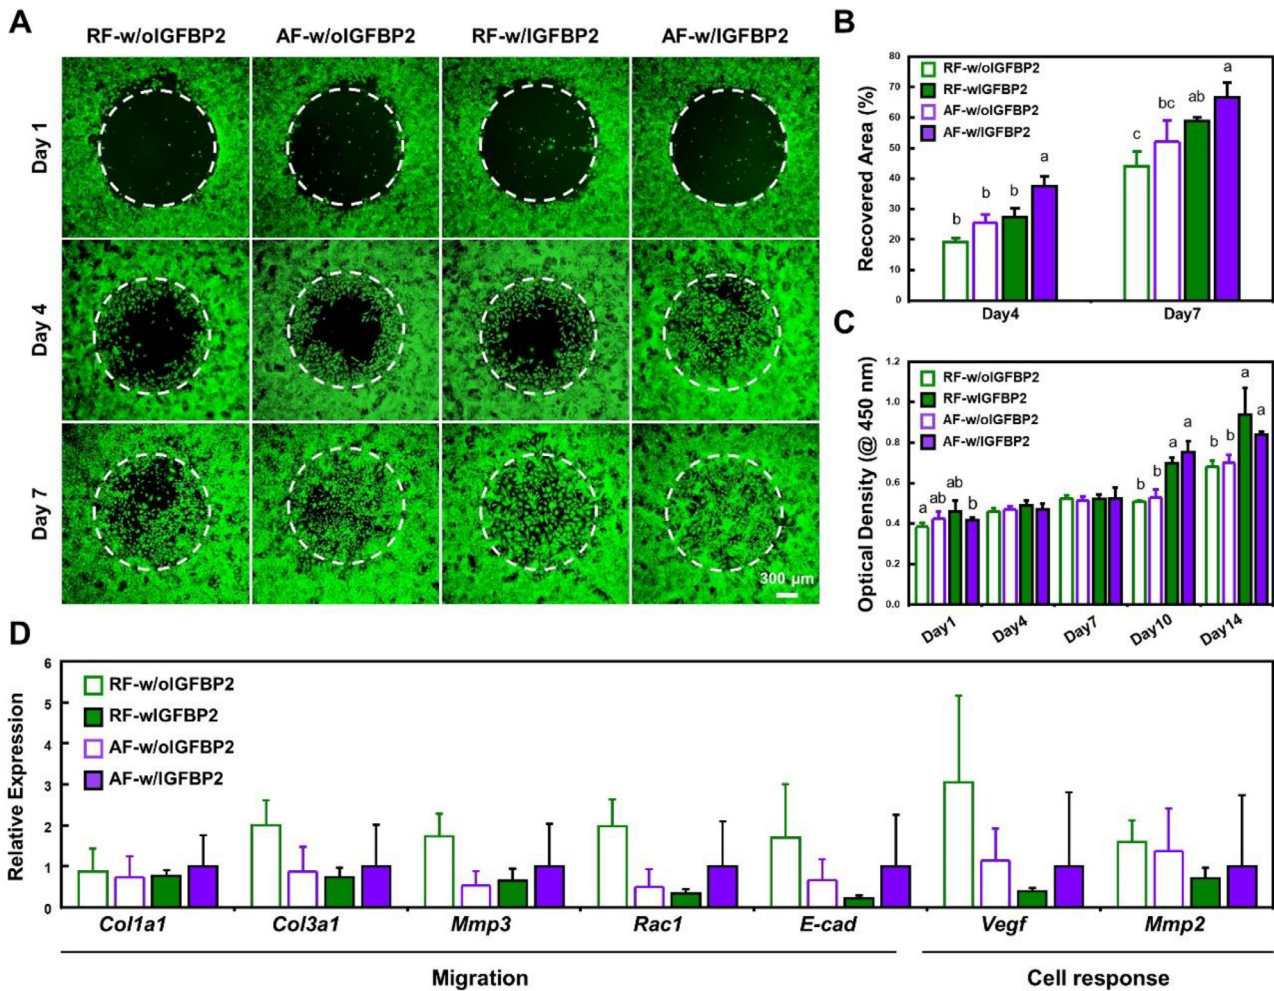 A
RF-w/oIGFBP2
AF-w/oIGFBP2
RF-w/IGFBP2
AF-w/IGFBP2
Day 1
Day 4
Day 7
300 µm
B
Recovered Area (%)
80
70
60
50
40
30
20
10
0
RF-w/oIGFBP2
RF-wIGFBP2
AF-w/oIGFBP2
AF-w/IGFBP2
b
b
b
a
c
bc
ab
a
Day4
Day7
C
Optical Density (@ 450 nm)
1.2
1.0
0.8
0.6
0.4
0.2
0.0
RF-w/oIGFBP2
RF-wIGFBP2
AF-w/oIGFBP2
AF-w/IGFBP2
a
ab
ab
b
b
b
a
a
b
b
a
a
Day1
Day4
Day7
Day10
Day14
D
Relative Expression
6
5
4
3
2
1
0
RF-w/oIGFBP2
RF-wIGFBP2
AF-w/oIGFBP2
AF-w/IGFBP2
Col1a1
Col3a1
Mmp3
Rac1
E-cad
Vegf
Mmp2
Migration
Cell response